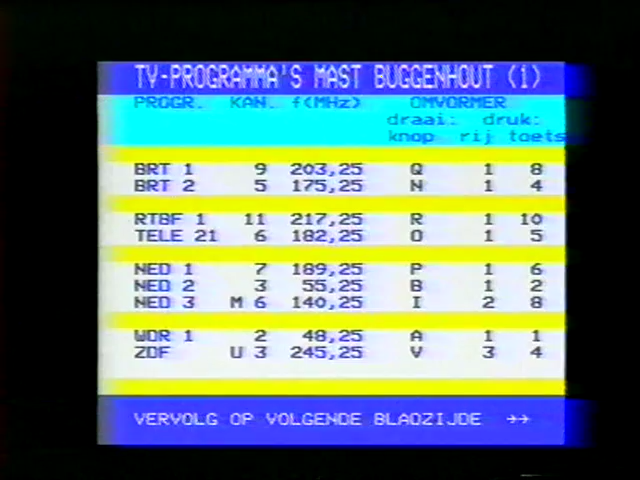 TV-PROGRAMMA'S MAST BUGGENHOUT (1)
PROGR. KAN. f(MHz) OMVORMER
draai: druk:
knop rij toets
BRT 1 9 203,25 Q 1 8
BRT 2 5 175,25 N 1 4
RTBF 1 11 217,25 R 1 10
TELE 21 6 182,25 O 1 5
NED 1 7 189,25 P 1 6
NED 2 3 55,25 B 1 2
NED 3 M 6 140,25 I 2 8
WDR 1 2 48,25 A 1 1
ZDF U 3 245,25 V 3 4
VERVOLG OP VOLGENDE BLADZIJDE →→